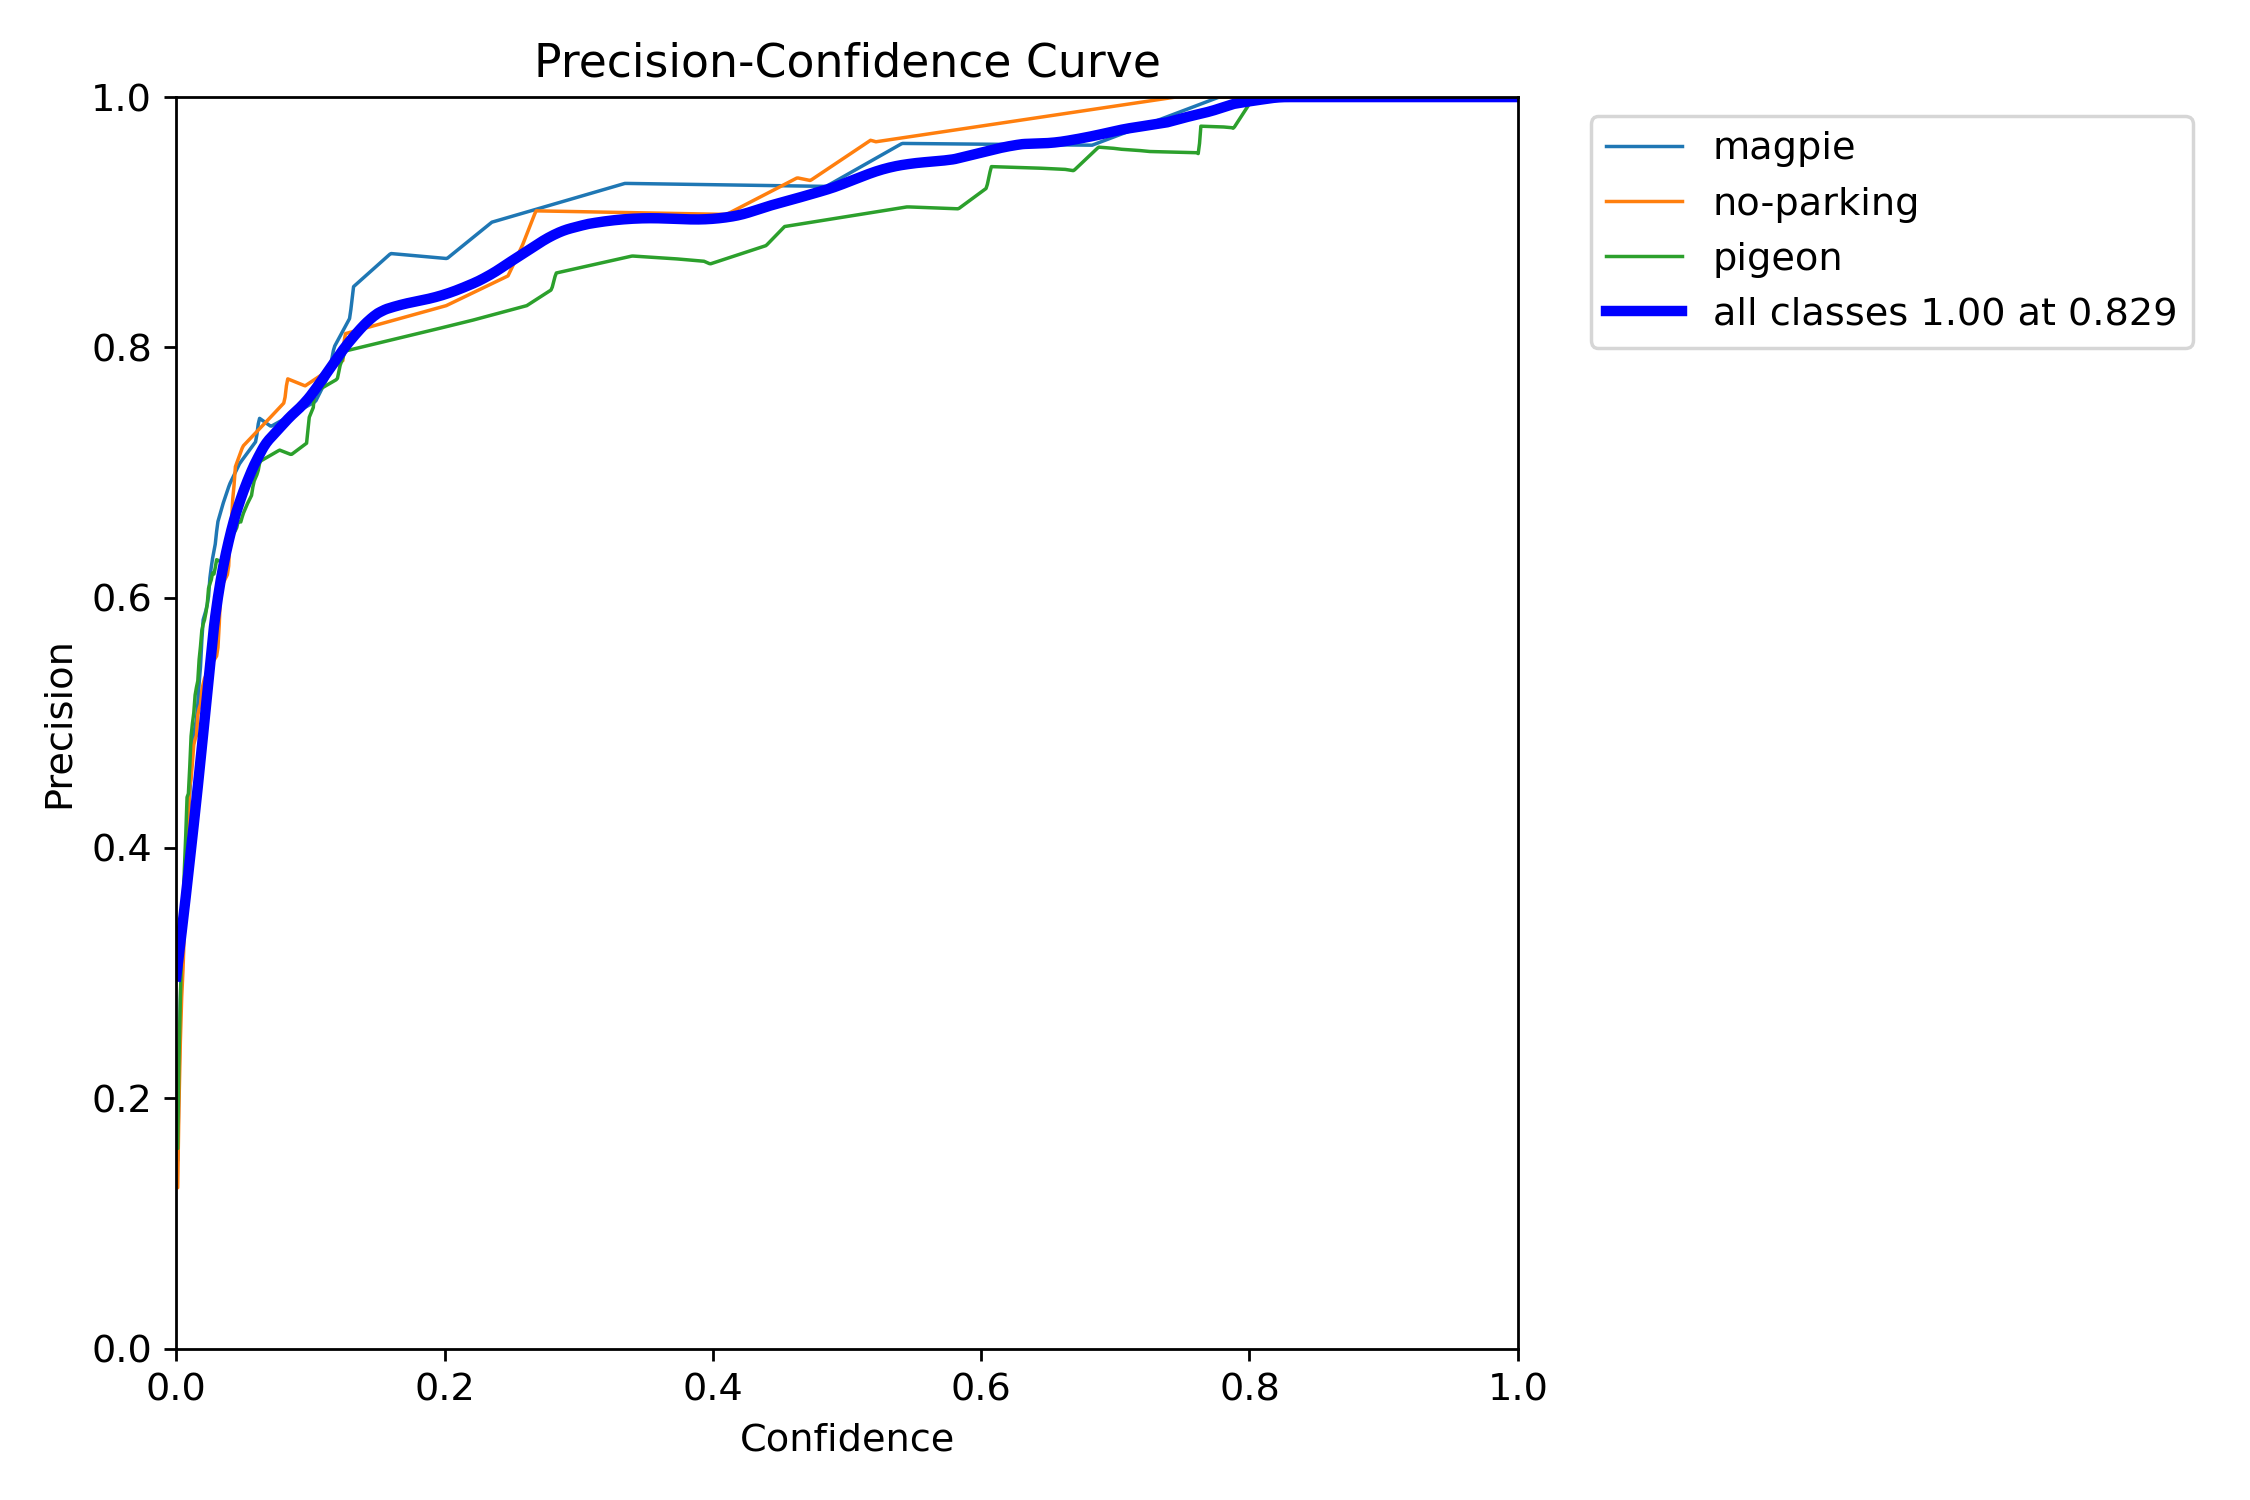 Precision-Confidence Curve
1.0
0.8
0.6
0.4
0.2
0.0
Precision
0.0 0.2 0.4 0.6 0.8 1.0
Confidence
magpie
no-parking
pigeon
all classes 1.00 at 0.829